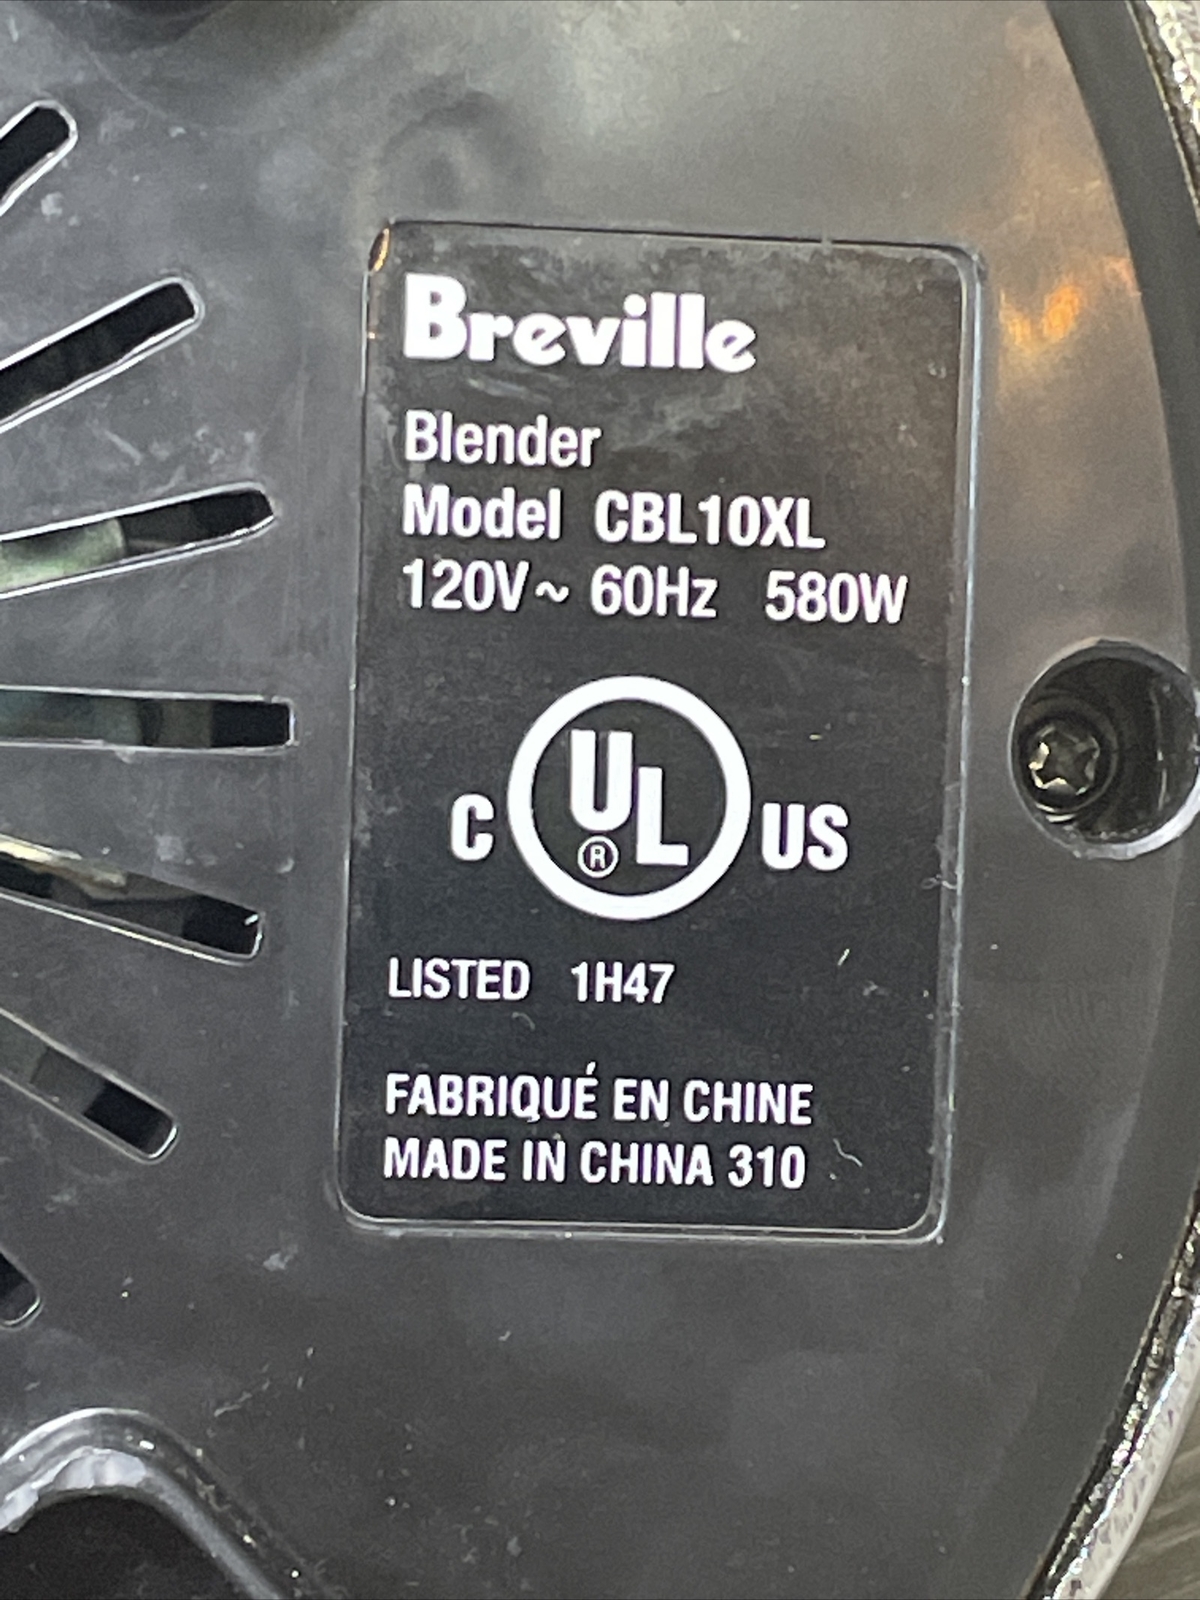 Breville
Blender
Model CBL10XL
120V~ 60Hz 580W
C UL® US
LISTED 1H47
FABRIQUÉ EN CHINE
MADE IN CHINA 310